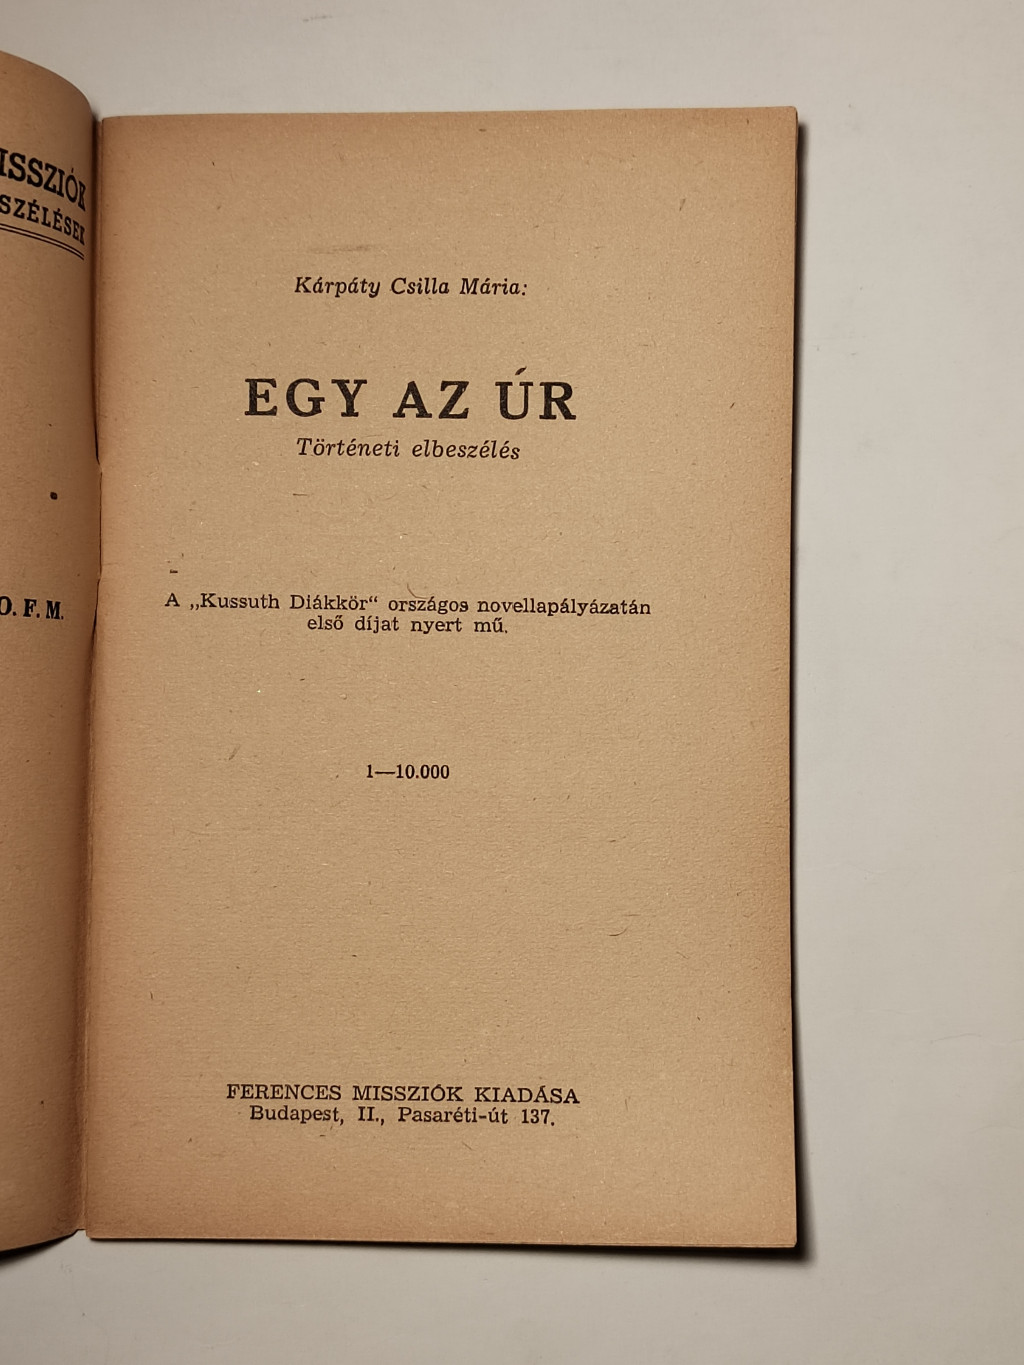 ISSZIÓK
SZÉLÉSEK
O. F. M.
Kárpáty Csilla Mária:
EGY AZ ÚR
Történeti elbeszélés
A „Kussuth Diákkör“ országos novellapályázatán
első díjat nyert mű.
1—10.000
FERENCES MISSZIÓK KIADÁSA
Budapest, II., Pasaréti-út 137.